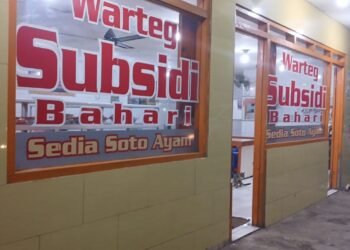 Warteg
Subsidi
Bahari
Sedia Soto Ayam
Warteg
Subsidi
Bahari
Sedia Soto Ayam